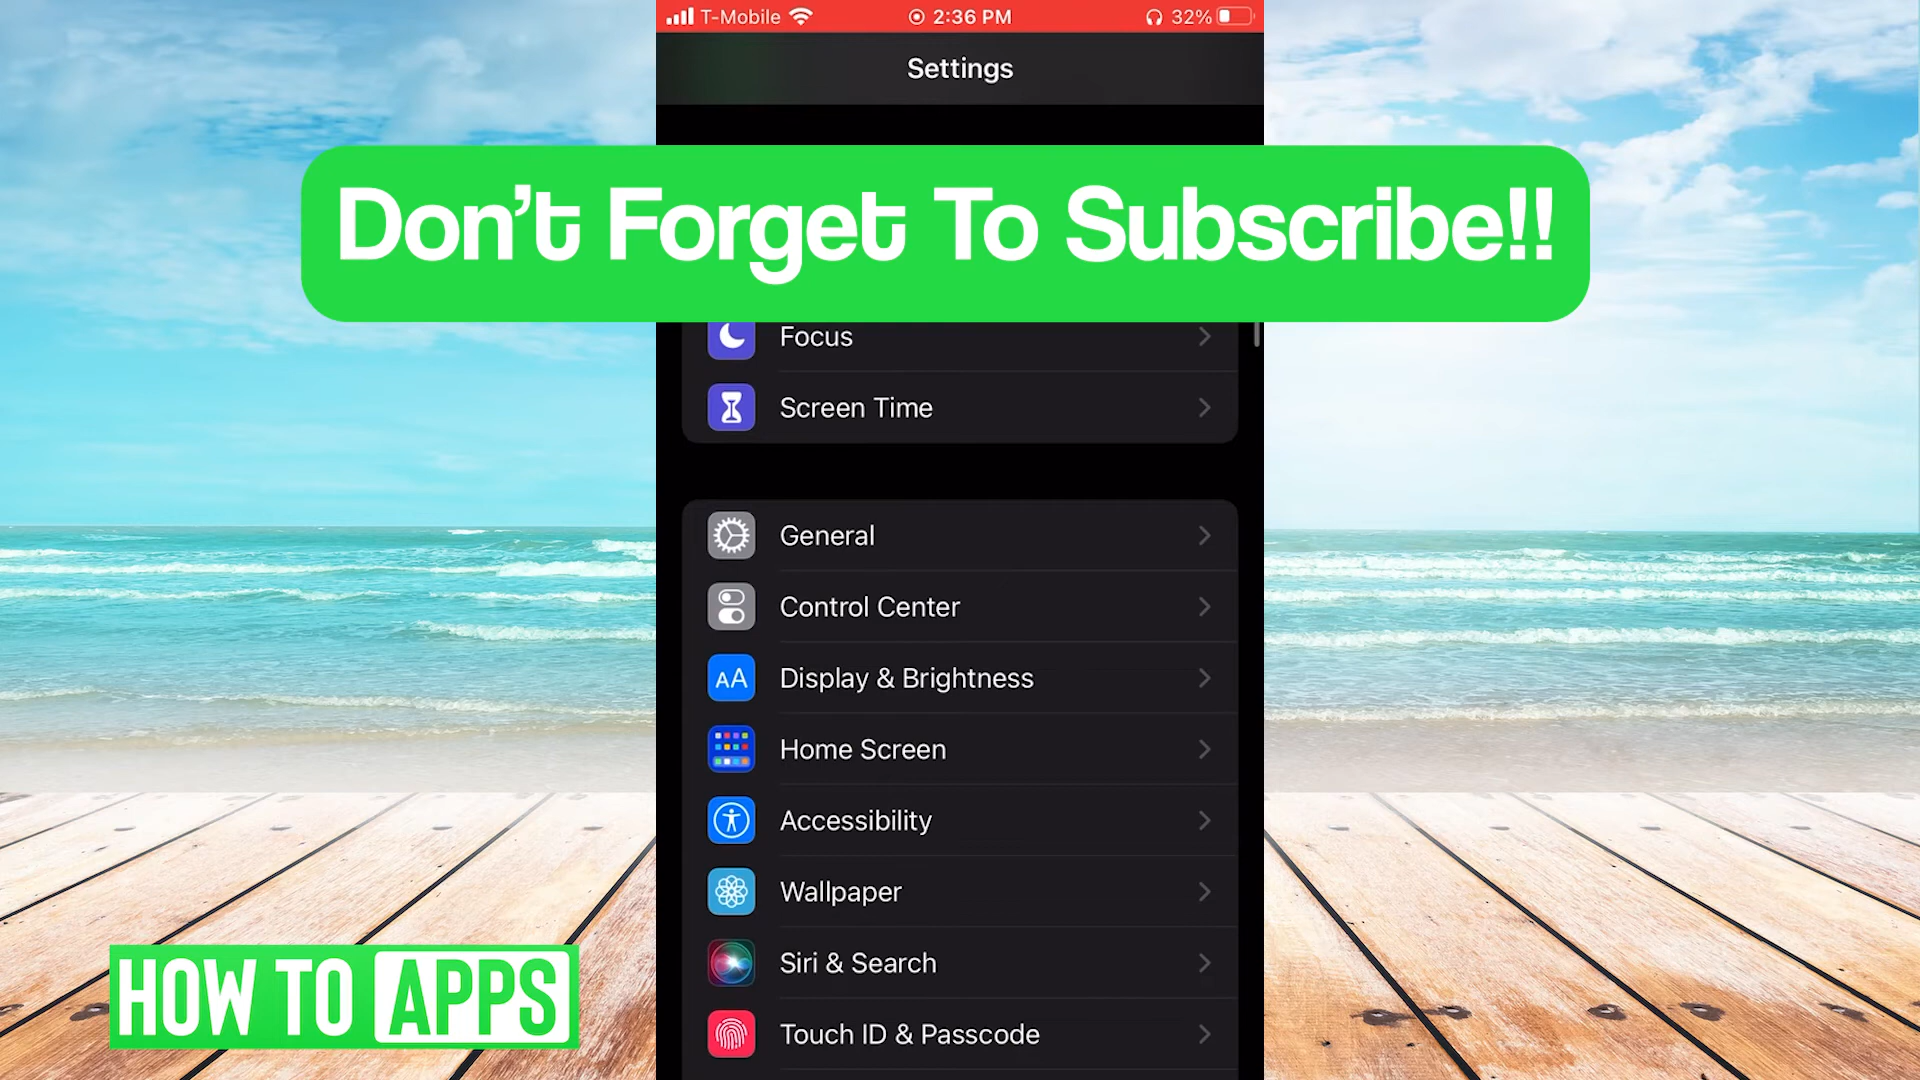 T-Mobile 2:36 PM 32%
Settings
Don't Forget To Subscribe!!
Focus
Screen Time
General
Control Center
AA Display & Brightness
Home Screen
Accessibility
Wallpaper
Siri & Search
Touch ID & Passcode
HOW TO APPS